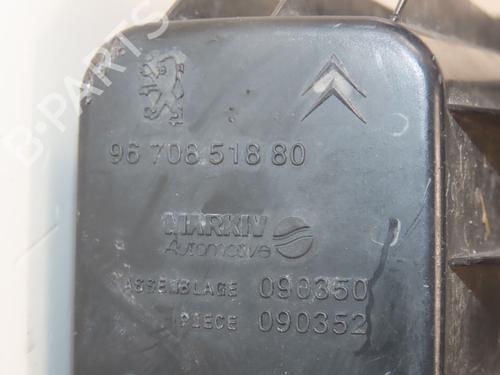 96 708 518 80
MARKIV
Automotive
ASSEMBLAGE 090350
PIECE 090352
B-PARTS